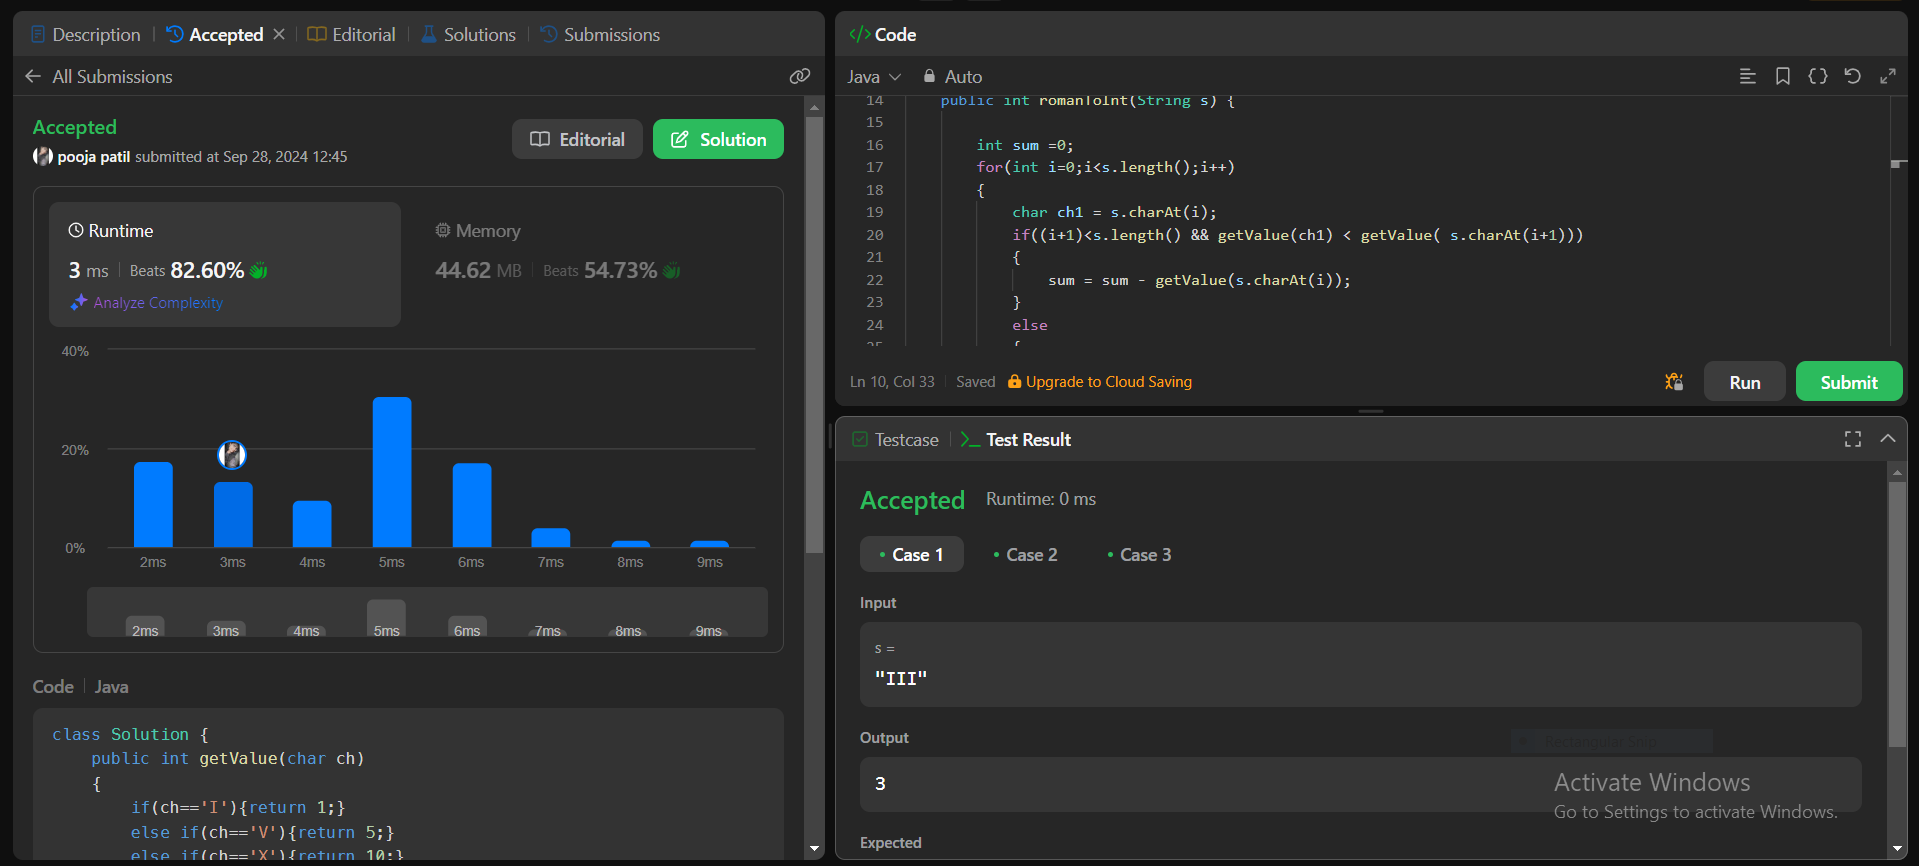 Description
Accepted
Editorial
Solutions
Submissions
All Submissions
Accepted
pooja patil submitted at Sep 28, 2024 12:45
Editorial
Solution
Runtime
3 ms
Beats 82.60%
Analyze Complexity
Memory
44.62 MB
Beats 54.73%
40%
20%
0%
2ms 3ms 4ms 5ms 6ms 7ms 8ms 9ms
2ms 3ms 4ms 5ms 6ms 7ms 8ms 9ms
Code
Java
class Solution {
public int getValue(char ch)
{
if(ch=='I'){return 1;}
else if(ch=='V'){return 5;}
else if(ch=='X'){return 10;}
</> Code
Java
Auto
14 public int romanToInt(String s) {
15
16 int sum =0;
17 for(int i=0;i<s.length();i++)
18 {
19 char ch1 = s.charAt(i);
20 if((i+1)<s.length() && getValue(ch1) < getValue( s.charAt(i+1)))
21 {
22 sum = sum - getValue(s.charAt(i));
23 }
24 else
25 {
Ln 10, Col 33
Saved
Upgrade to Cloud Saving
Run
Submit
Testcase
Test Result
Accepted
Runtime: 0 ms
Case 1
Case 2
Case 3
Input
s =
"III"
Output
3
Expected
Rectangular Snip
Activate Windows
Go to Settings to activate Windows.